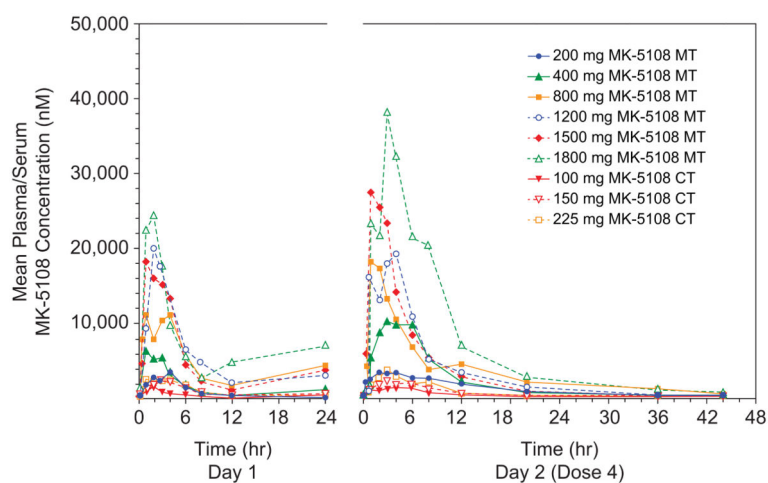 50,000
40,000
30,000
20,000
10,000
Mean Plasma/Serum
MK-5108 Concentration (nM)
200 mg MK-5108 MT
400 mg MK-5108 MT
800 mg MK-5108 MT
1200 mg MK-5108 MT
1500 mg MK-5108 MT
1800 mg MK-5108 MT
100 mg MK-5108 CT
150 mg MK-5108 CT
225 mg MK-5108 CT
0 6 12 18 24
0 6 12 18 24 30 36 42 48
Time (hr)
Day 1
Time (hr)
Day 2 (Dose 4)